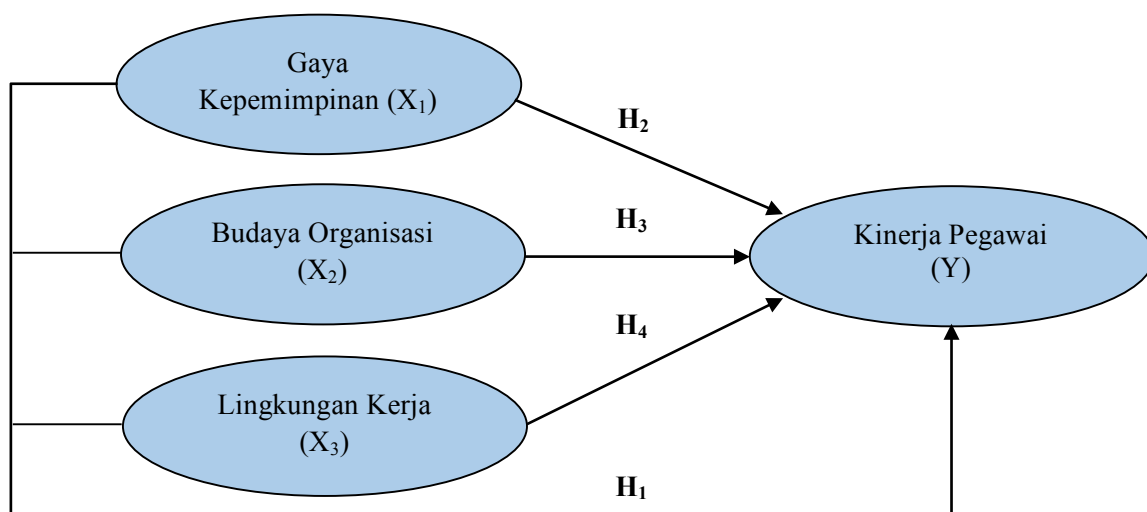 Gaya
Kepemimpinan (X₁)
H₂
Budaya Organisasi
(X₂)
H₃
Kinerja Pegawai
(Y)
H₄
Lingkungan Kerja
(X₃)
H₁